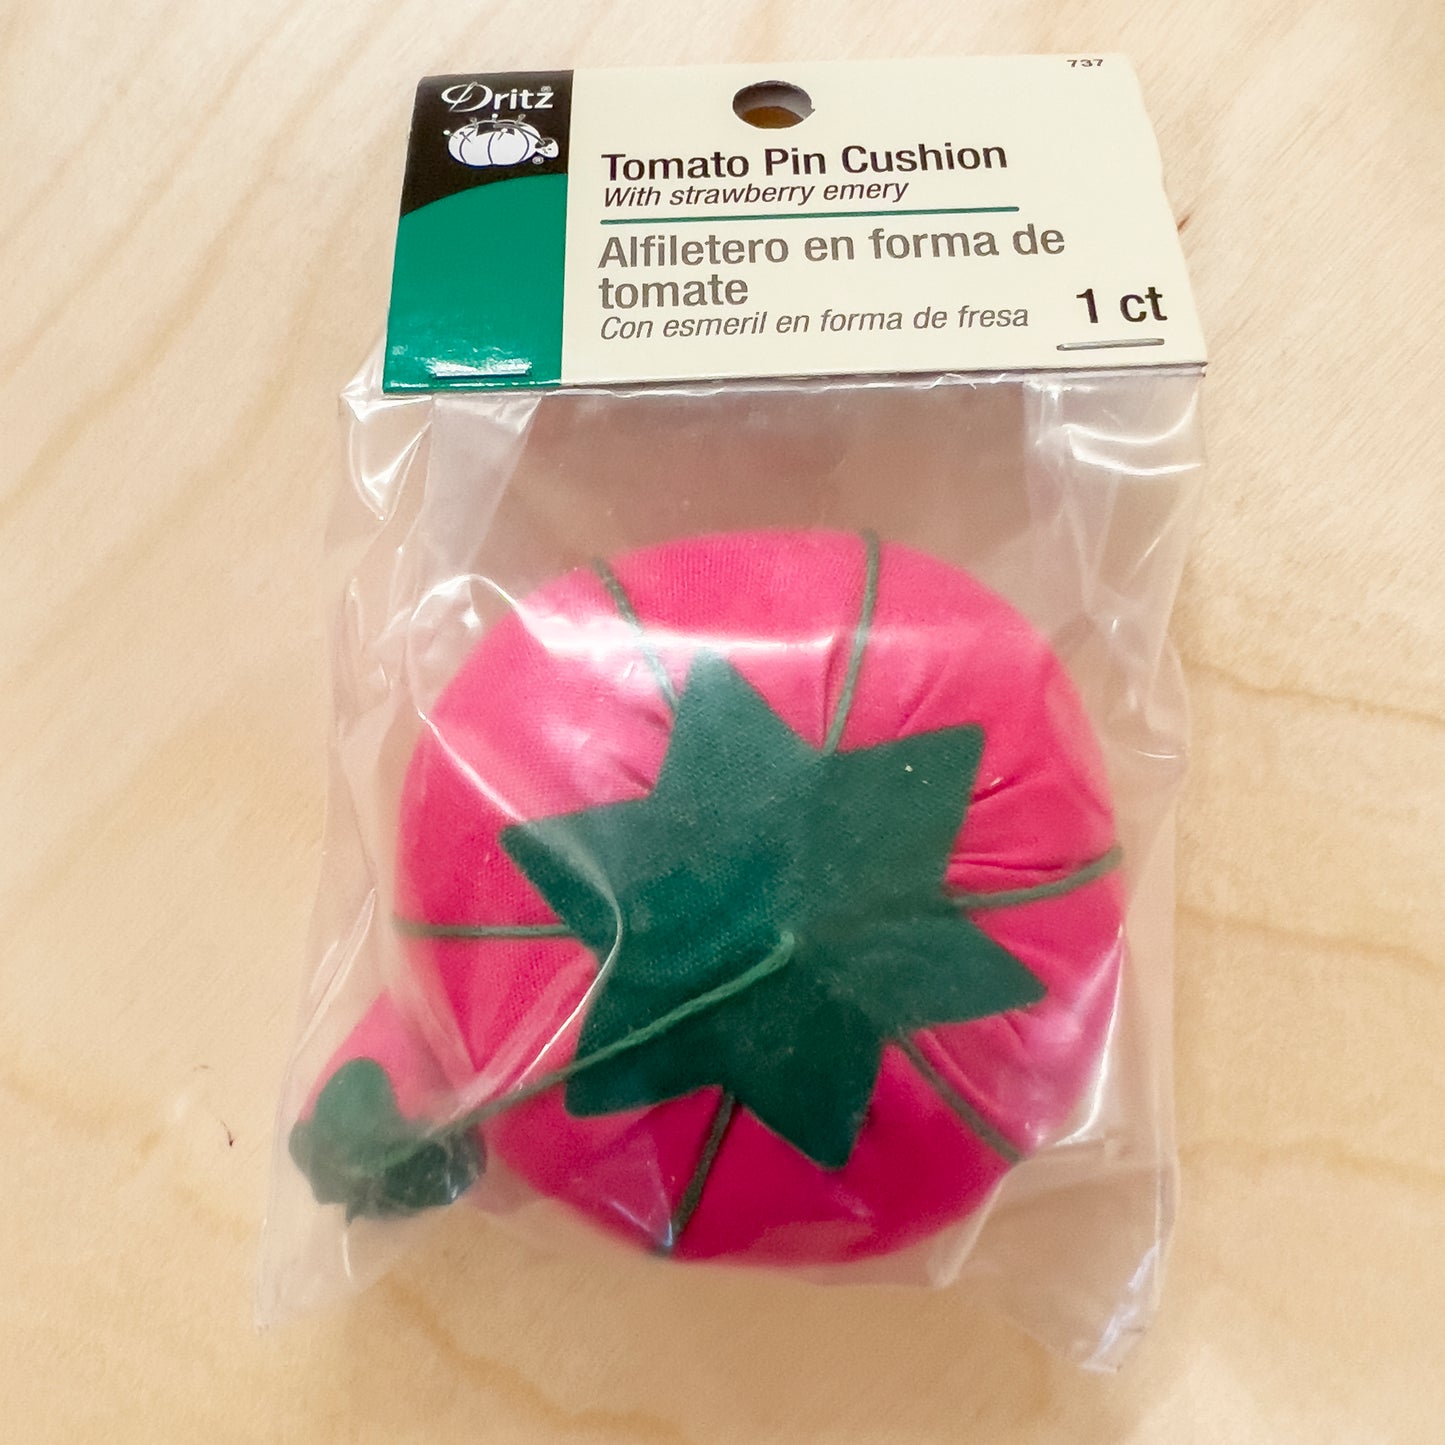 737
Dritz®
®
Tomato Pin Cushion
With strawberry emery
Alfiletero en forma de
tomate
Con esmeril en forma de fresa
1 ct